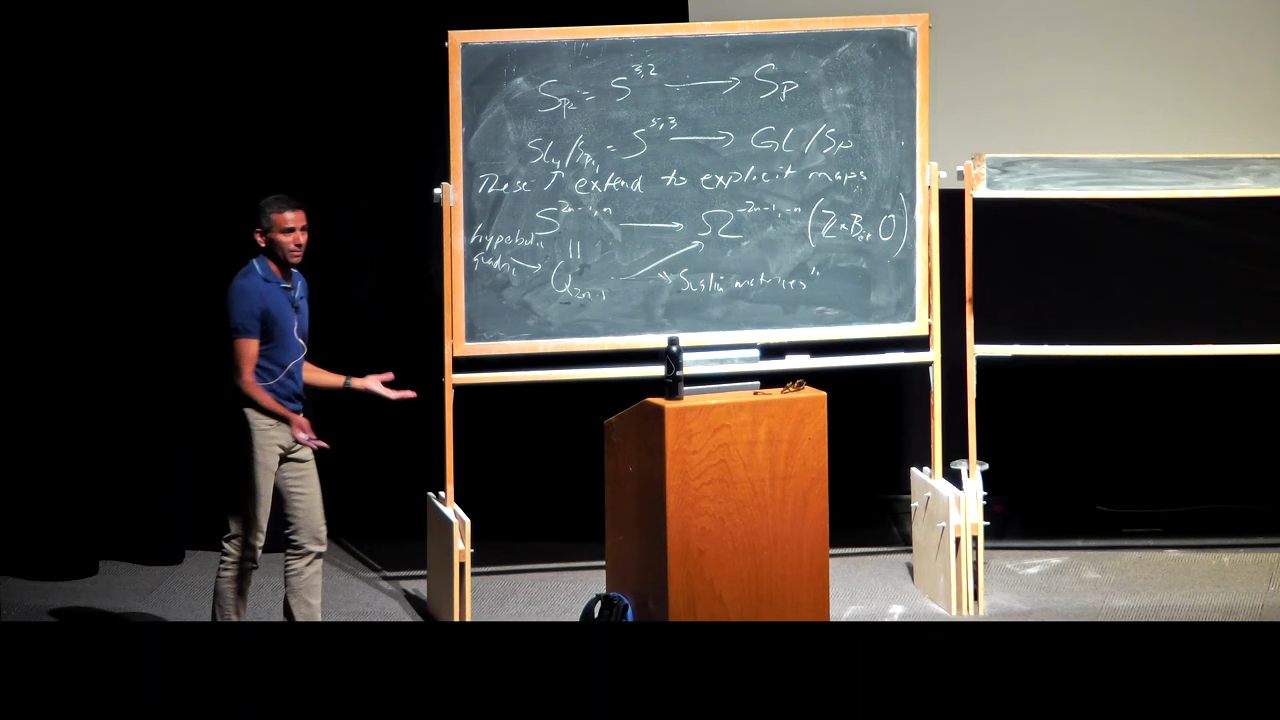 Sp₂ = S^{3,2} → Sp
SL₄/Sp₄ = S^{5,3} → GL/Sp
These ↑ extend to explicit maps
S^{2n-1,n} → Ω^{-2n-1,-n} (ℤ×B_{et} O)
hyperbolic ||
quadric → Q_{2n-1} → "Suslin matrices"